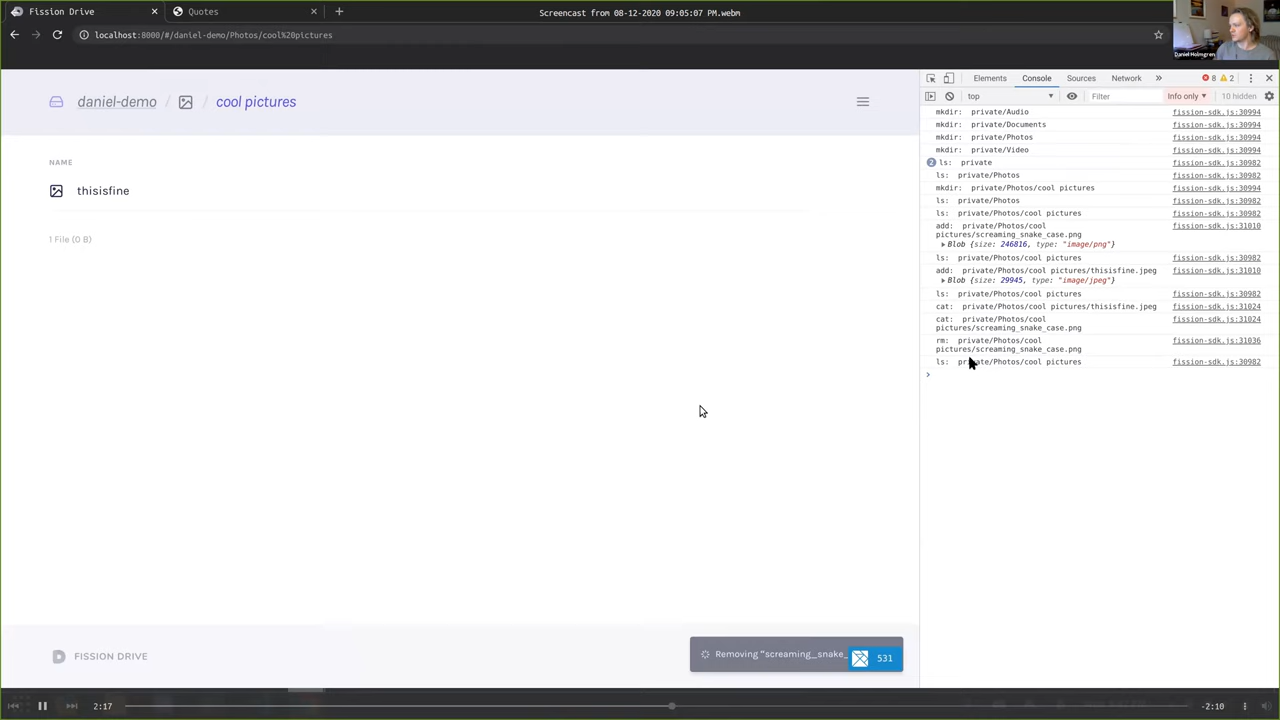 Fission Drive
Quotes
Screencast from 08-12-2020 09:05:07 PM.webm
localhost:8000/#/daniel-demo/Photos/cool%20pictures
Daniel Holmgren
daniel-demo / / cool pictures
Elements Console Sources Network » 8 2
top Filter Info only 10 hidden
NAME
thisisfine
1 File (0 B)
mkdir: private/Audio fission-sdk.js:30994
mkdir: private/Documents fission-sdk.js:30994
mkdir: private/Photos fission-sdk.js:30994
mkdir: private/Video fission-sdk.js:30994
2 ls: private fission-sdk.js:30982
ls: private/Photos fission-sdk.js:30982
mkdir: private/Photos/cool pictures fission-sdk.js:30994
ls: private/Photos fission-sdk.js:30982
ls: private/Photos/cool pictures fission-sdk.js:30982
add: private/Photos/cool fission-sdk.js:31010
pictures/screaming_snake_case.png
Blob {size: 246816, type: "image/png"}
ls: private/Photos/cool pictures fission-sdk.js:30982
add: private/Photos/cool pictures/thisisfine.jpeg fission-sdk.js:31010
Blob {size: 29945, type: "image/jpeg"}
ls: private/Photos/cool pictures fission-sdk.js:30982
cat: private/Photos/cool pictures/thisisfine.jpeg fission-sdk.js:31024
cat: private/Photos/cool fission-sdk.js:31024
pictures/screaming_snake_case.png
rm: private/Photos/cool fission-sdk.js:31036
pictures/screaming_snake_case.png
ls: private/Photos/cool pictures fission-sdk.js:30982
>
FISSION DRIVE
Removing "screaming_snake_
531
2:17
-2:10